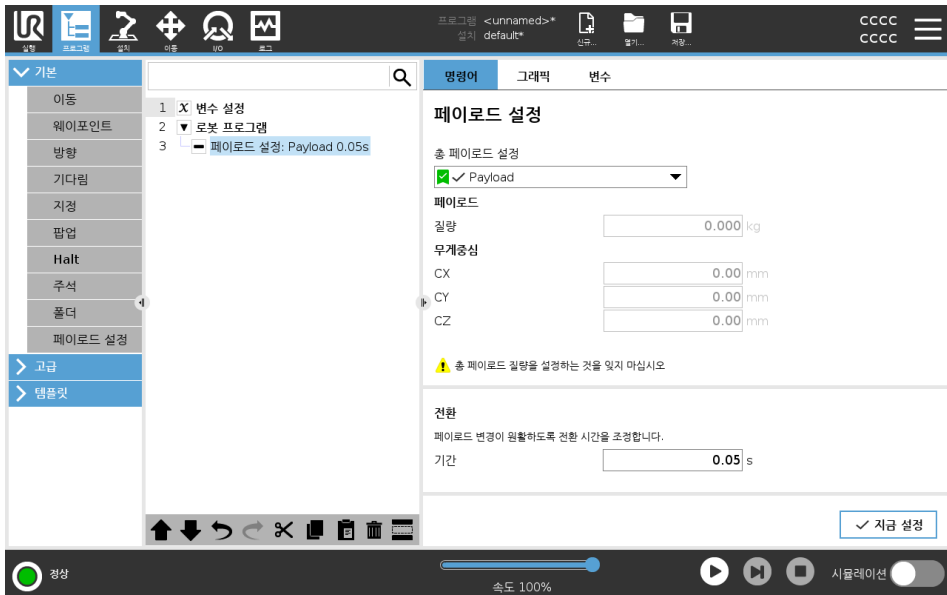 프로그램 <unnamed>*
설치 default*
CCCC
CCCC
실행 프로그램 설치 이동 I/O 로그 신규... 열기... 저장...
기본
이동
웨이포인트
방향
기다림
지정
팝업
Halt
주석
폴더
페이로드 설정
고급
템플릿
1 X 변수 설정
2 로봇 프로그램
3 페이로드 설정: Payload 0.05s
명령어 그래픽 변수
페이로드 설정
총 페이로드 설정
Payload
페이로드
질량 0.000 kg
무게중심
CX 0.00 mm
CY 0.00 mm
CZ 0.00 mm
총 페이로드 질량을 설정하는 것을 잊지 마십시오
전환
페이로드 변경이 원활하도록 전환 시간을 조정합니다.
기간 0.05 s
지금 설정
정상
속도 100%
시뮬레이션